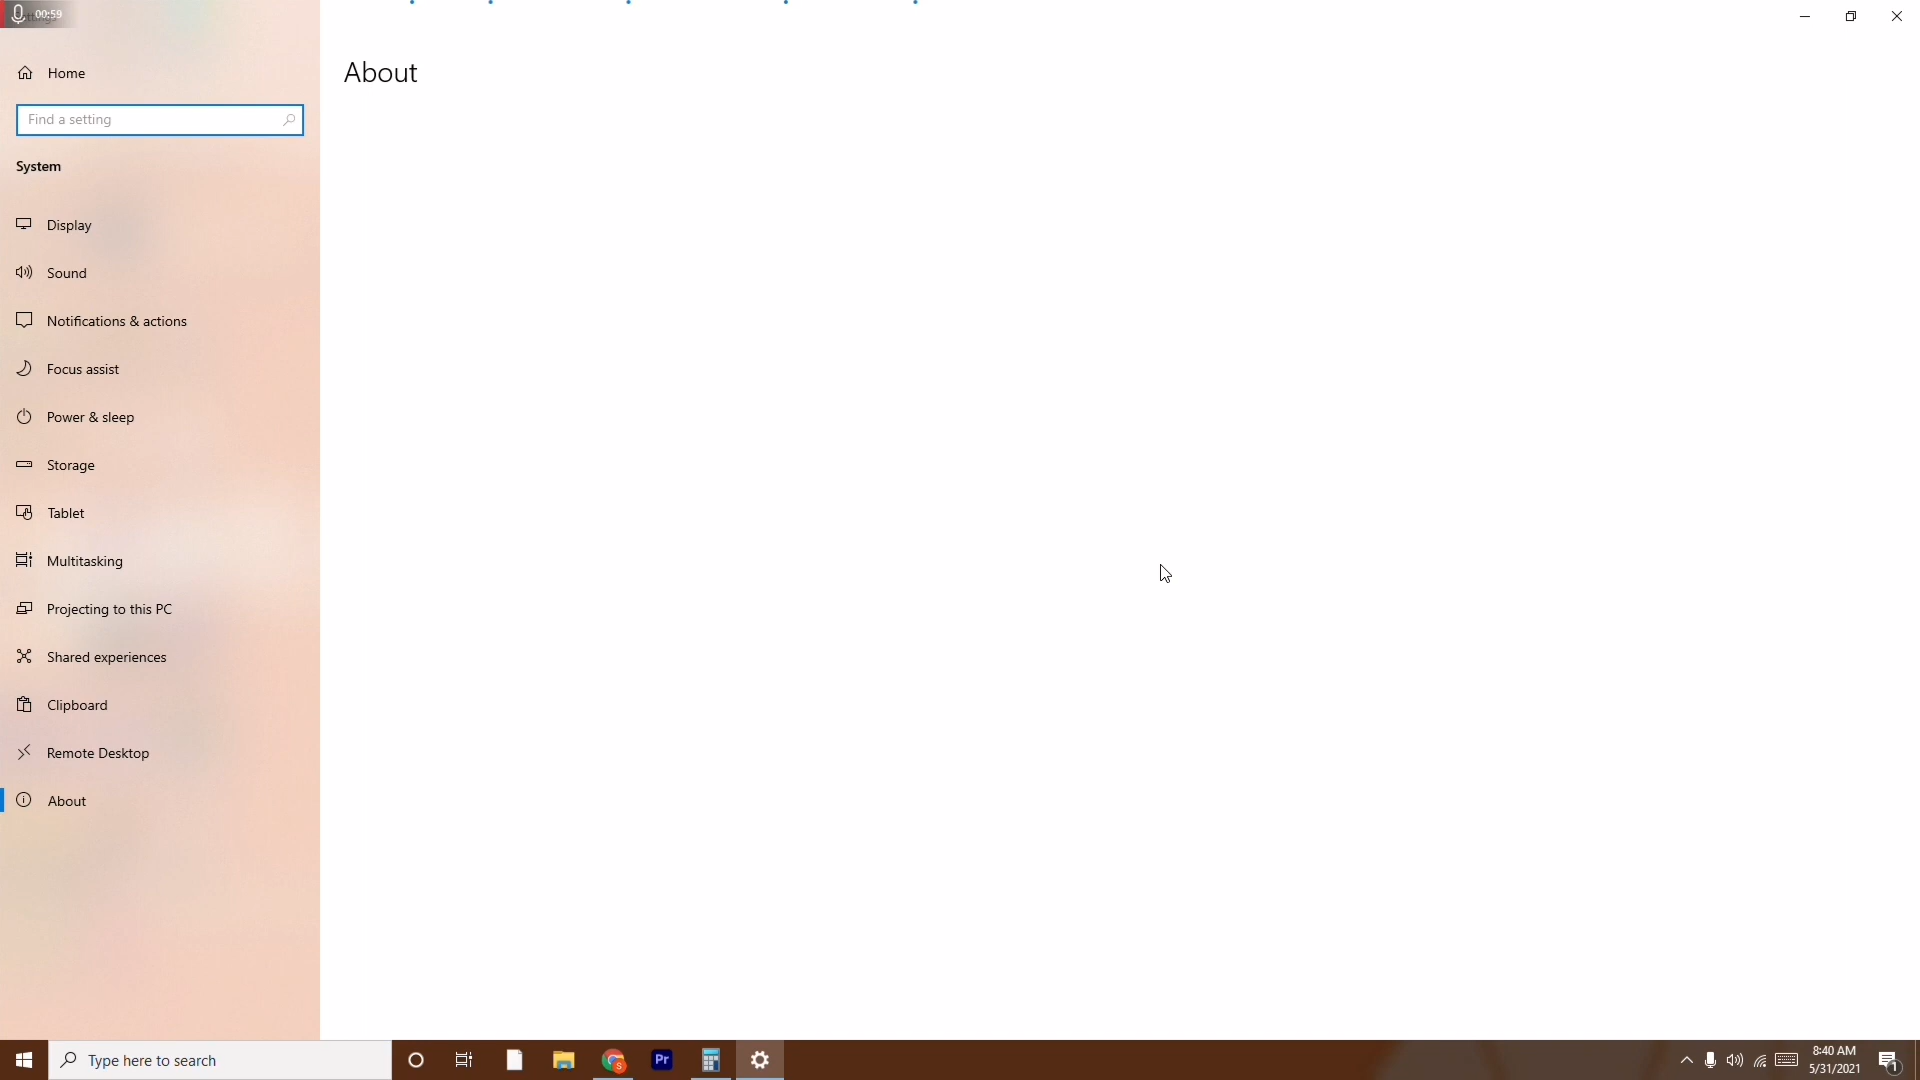 00:59
Home
Find a setting
System
Display
Sound
Notifications & actions
Focus assist
Power & sleep
Storage
Tablet
Multitasking
Projecting to this PC
Shared experiences
Clipboard
Remote Desktop
About
About
Type here to search
Pr
S
8:40 AM
5/31/2021
1